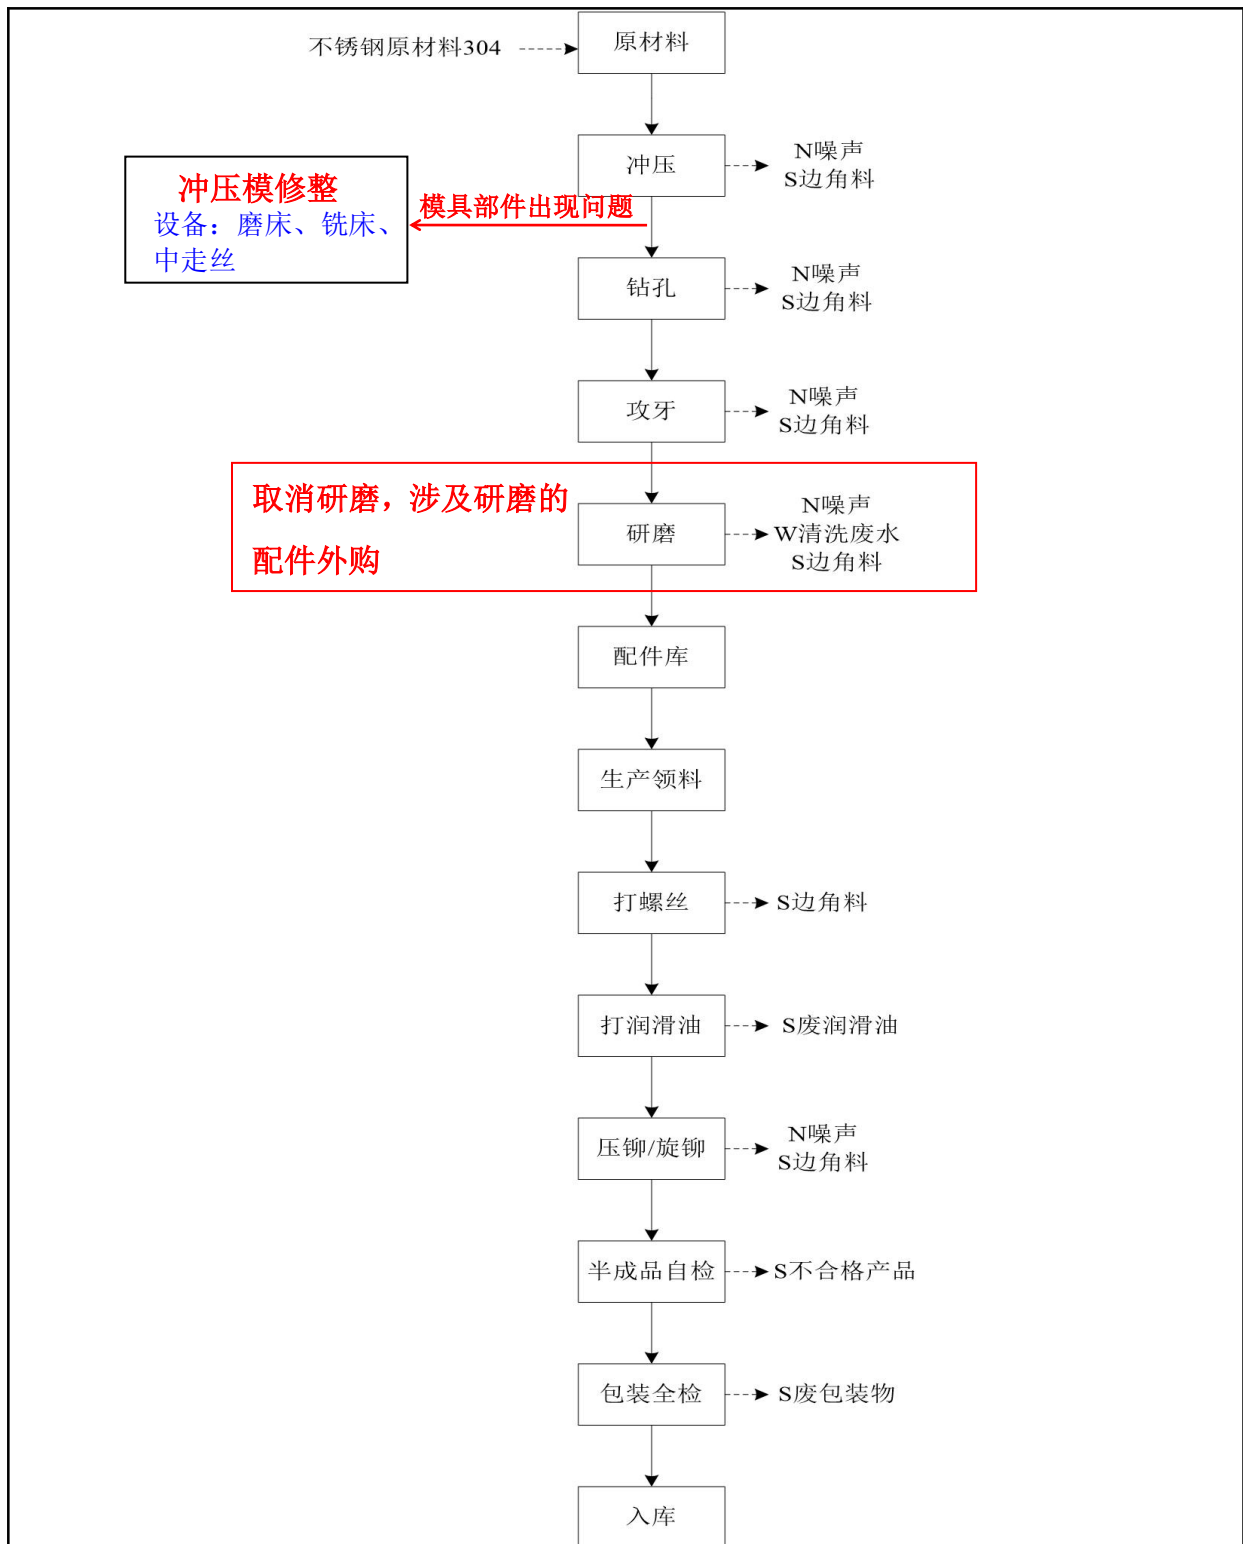 不锈钢原材料304
原材料
冲压
N噪声
S边角料
冲压模修整
设备：磨床、铣床、
中走丝
模具部件出现问题
钻孔
N噪声
S边角料
攻牙
N噪声
S边角料
取消研磨，涉及研磨的
配件外购
研磨
N噪声
W清洗废水
S边角料
配件库
生产领料
打螺丝
S边角料
打润滑油
S废润滑油
压铆/旋铆
N噪声
S边角料
半成品自检
S不合格产品
包装全检
S废包装物
入库